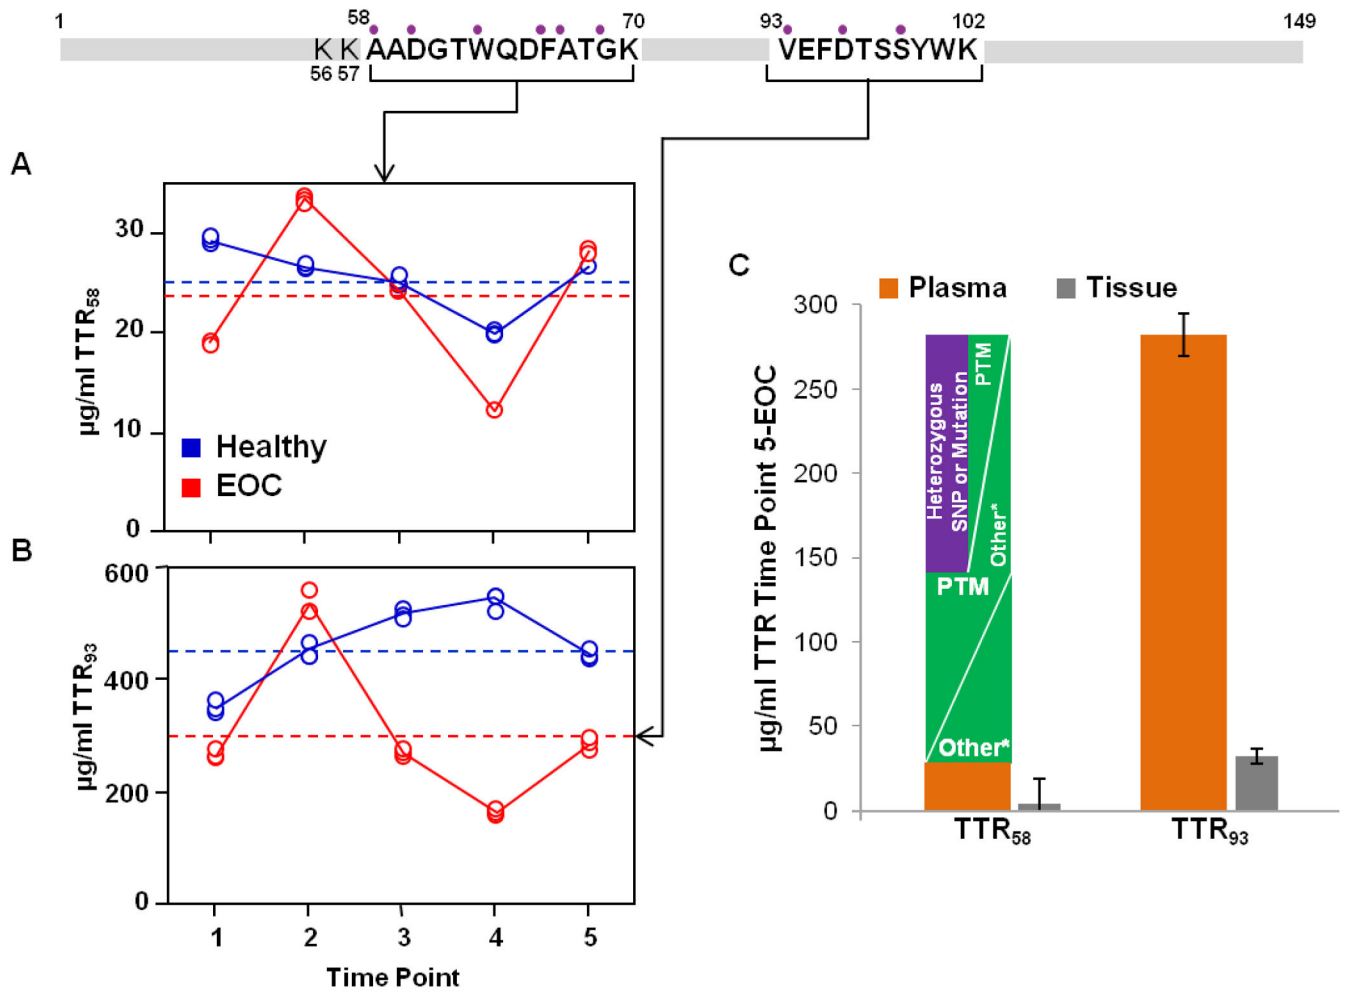 1 58 70 93 102 149
K K AADGTWQDFATGK VEFDTSSYWK
56 57
A
30
20
10
0
µg/ml TTR58
Healthy
EOC
B
600
400
200
0
µg/ml TTR93
1 2 3 4 5
Time Point
C
Plasma Tissue
300
250
200
150
100
50
0
µg/ml TTR Time Point 5-EOC
Heterozygous
SNP or Mutation
PTM
Other*
PTM
Other*
TTR58 TTR93